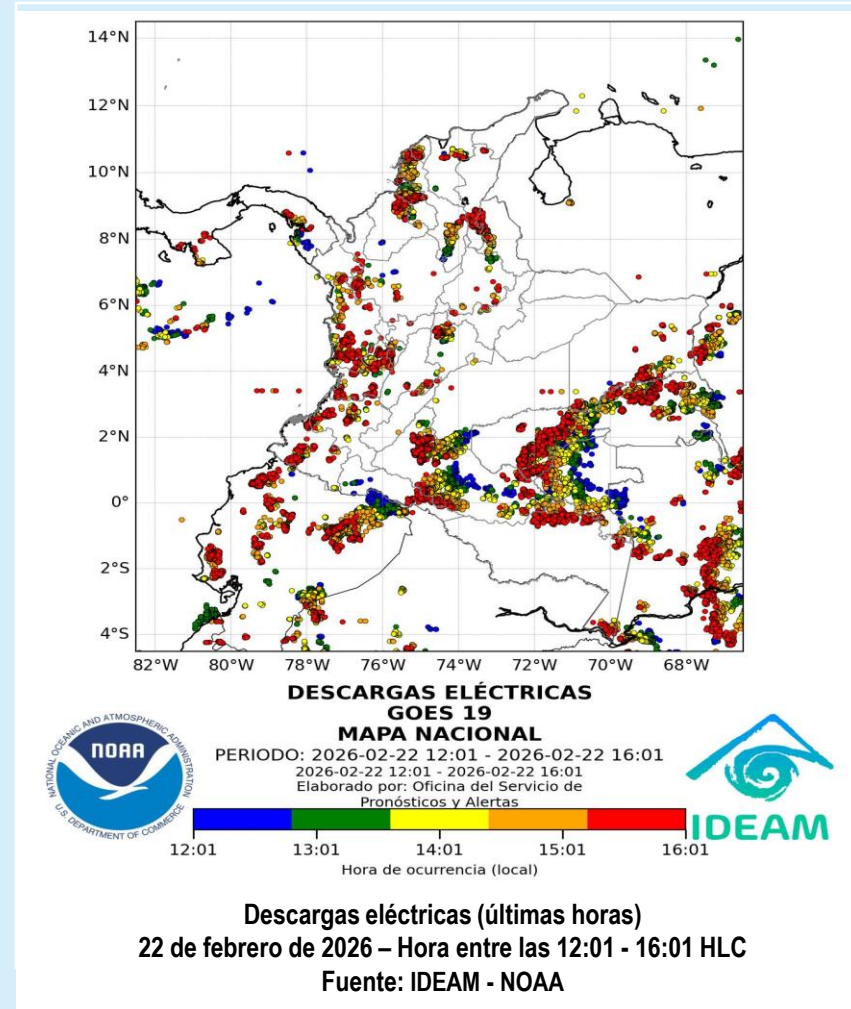 14°N
12°N
10°N
8°N
6°N
4°N
2°N
0°
2°S
4°S
82°W 80°W 78°W 76°W 74°W 72°W 70°W 68°W
DESCARGAS ELÉCTRICAS
GOES 19
MAPA NACIONAL
PERIODO: 2026-02-22 12:01 - 2026-02-22 16:01
2026-02-22 12:01 - 2026-02-22 16:01
Elaborado por: Oficina del Servicio de
Pronósticos y Alertas
NATIONAL OCEANIC AND ATMOSPHERIC ADMINISTRATION
NOAA
U.S. DEPARTMENT OF COMMERCE
IDEAM
12:01 13:01 14:01 15:01 16:01
Hora de ocurrencia (local)
Descargas eléctricas (últimas horas)
22 de febrero de 2026 – Hora entre las 12:01 - 16:01 HLC
Fuente: IDEAM - NOAA